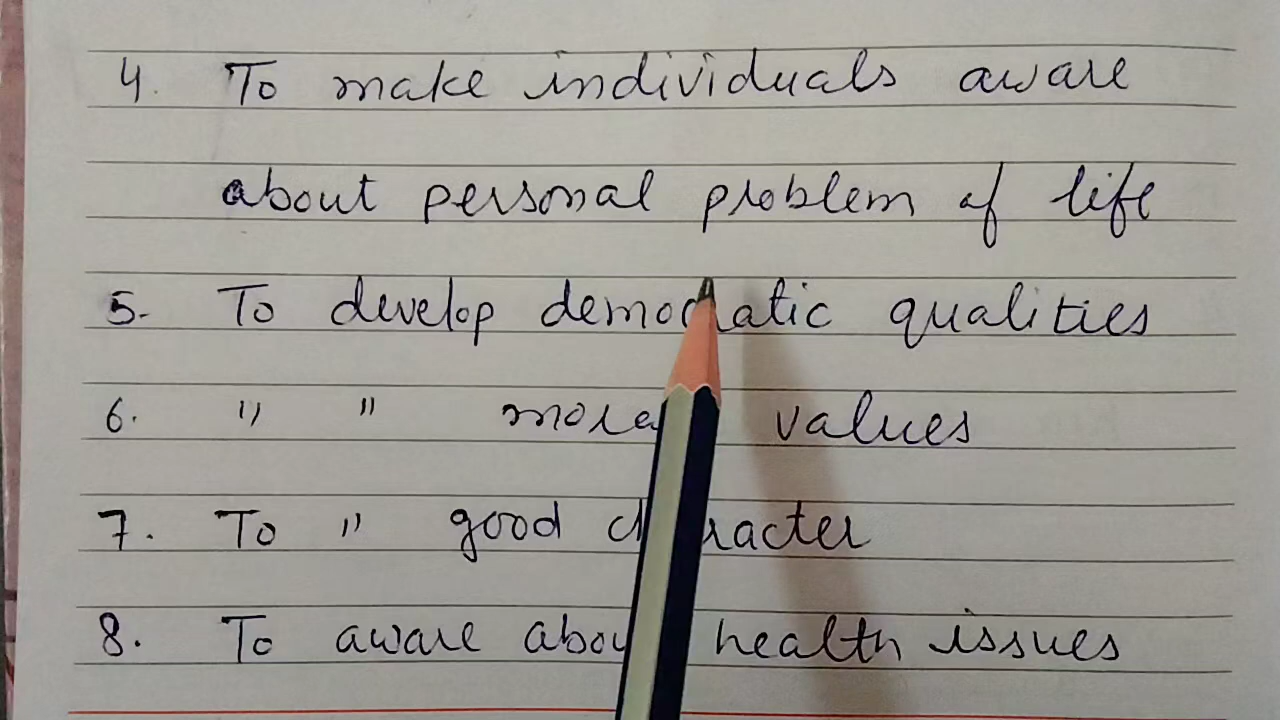 4. To make individuals aware
about personal problem of life
5. To develop democratic qualities
6. " " moral values
7. To " good character
8. To aware about health issues